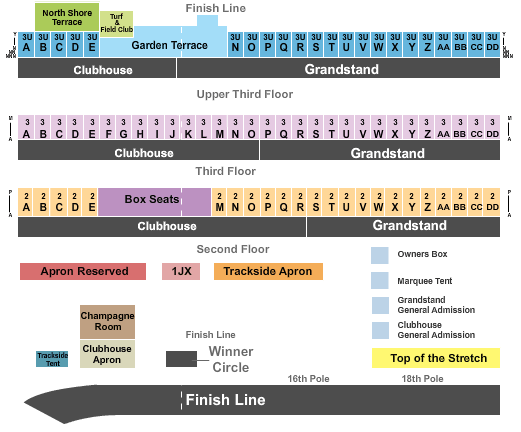 North Shore
Terrace
Turf
&
Field Club
Finish Line
Garden Terrace
3U 3U 3U 3U 3U 3U 3U 3U 3U 3U 3U 3U 3U 3U 3U 3U 3U 3U 3U 3U 3U 3U
A B C D E N O P Q R S T U V W X Y Z AA BB CC DD
Clubhouse
Grandstand
Upper Third Floor
M
A
M
A
3 3 3 3 3 3 3 3 3 3 3 3 3 3 3 3 3 3 3 3 3 3 3 3 3 3 3 3 3 3
A B C D E F G H I J K L M N O P Q R S T U V W X Y Z AA BB CC DD
Clubhouse
Grandstand
Third Floor
P
A
P
A
2 2 2 2 2 2 2 2 2 2 2 2 2 2 2 2 2 2 2 2 2 2 2
A B C D E Box Seats M N O P Q R S T U V W X Y Z AA BB CC DD
Clubhouse
Grandstand
Second Floor
Apron Reserved
1JX
Trackside Apron
Owners Box
Marquee Tent
Grandstand
General Admission
Clubhouse
General Admission
Champagne
Room
Clubhouse
Apron
Trackside
Tent
Finish Line
Winner
Circle
Top of the Stretch
16th Pole
18th Pole
Finish Line